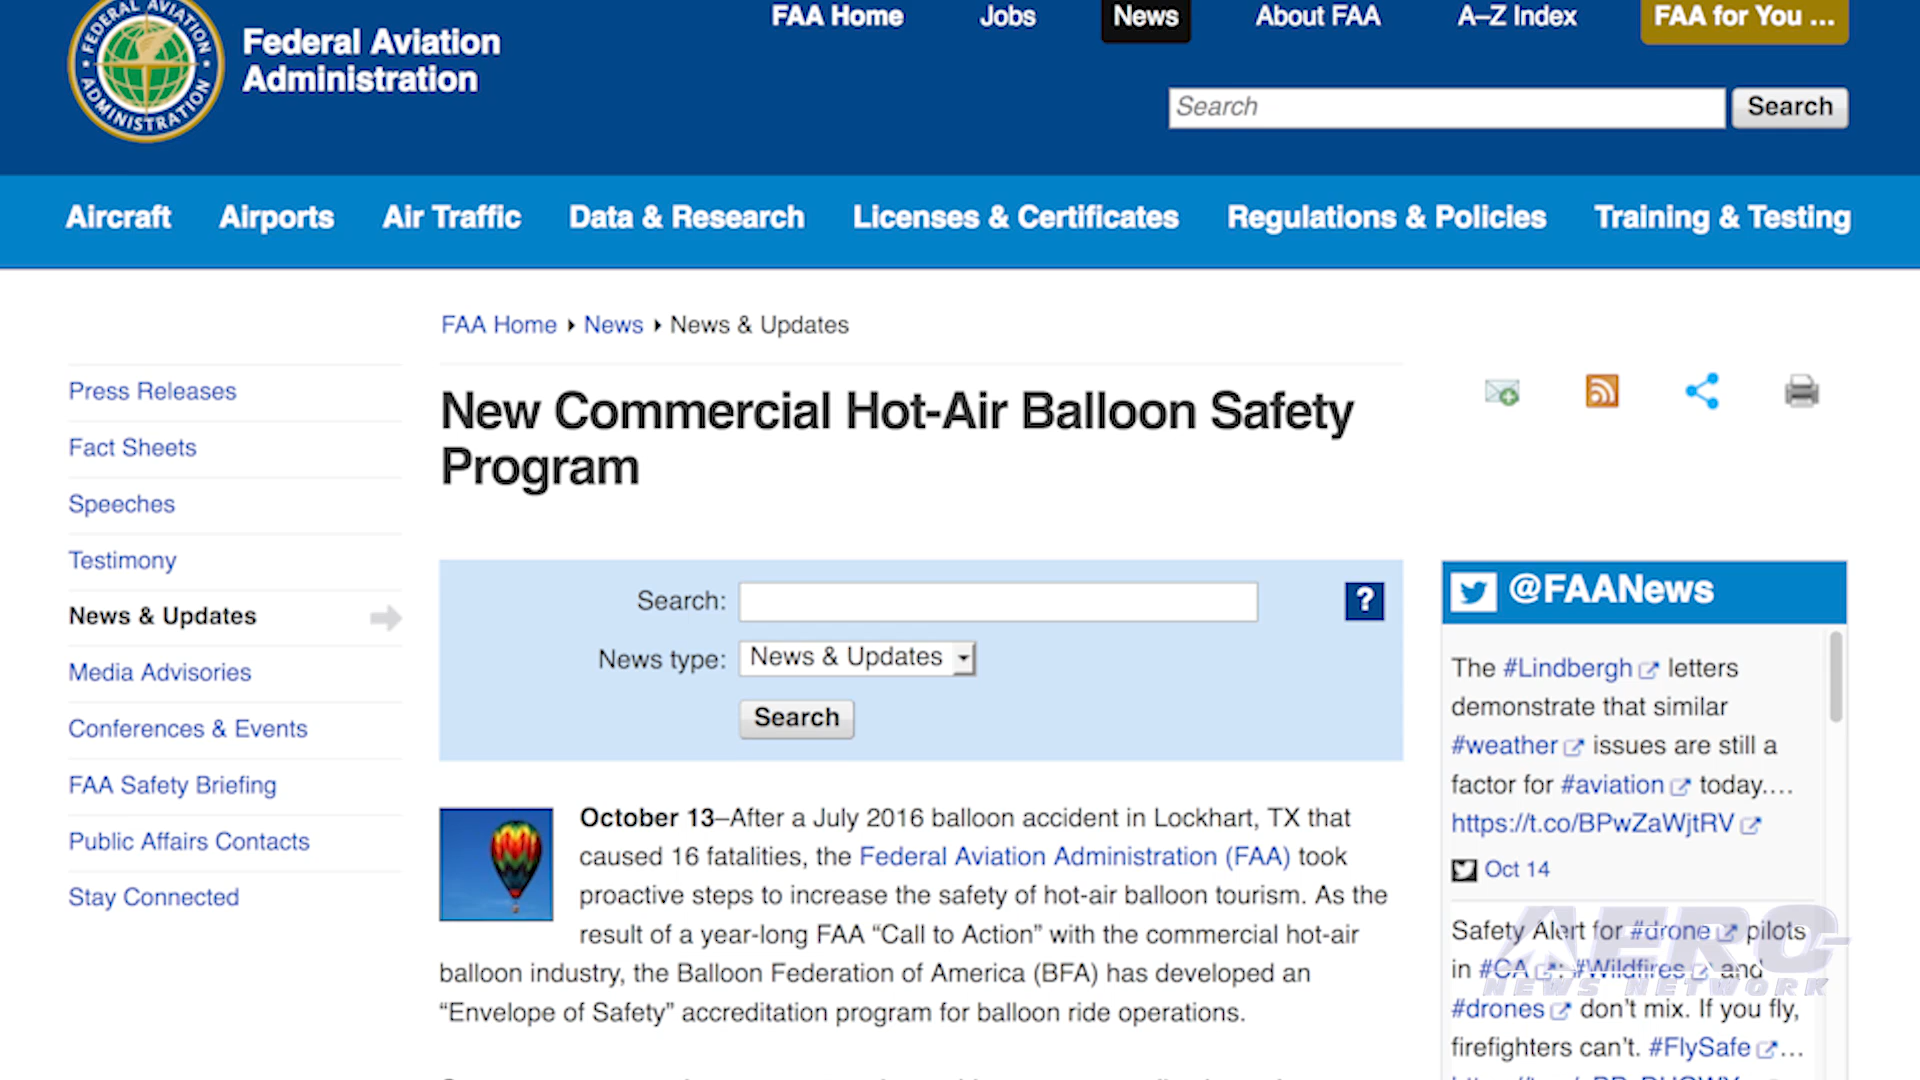 FEDERAL AVIATION
ADMINISTRATION
Federal Aviation
Administration
FAA Home
Jobs
News
About FAA
A–Z Index
FAA for You ...
Search
Search
Aircraft
Airports
Air Traffic
Data & Research
Licenses & Certificates
Regulations & Policies
Training & Testing
FAA Home
News
News & Updates
Press Releases
Fact Sheets
Speeches
Testimony
News & Updates
Media Advisories
Conferences & Events
FAA Safety Briefing
Public Affairs Contacts
Stay Connected
New Commercial Hot-Air Balloon Safety
Program
Search:
?
News type:
News & Updates
Search
October 13–After a July 2016 balloon accident in Lockhart, TX that
caused 16 fatalities, the Federal Aviation Administration (FAA) took
proactive steps to increase the safety of hot-air balloon tourism. As the
result of a year-long FAA “Call to Action” with the commercial hot-air
balloon industry, the Balloon Federation of America (BFA) has developed an
“Envelope of Safety” accreditation program for balloon ride operations.
@FAANews
The #Lindbergh letters
demonstrate that similar
#weather issues are still a
factor for #aviation today....
https://t.co/BPwZaWjtRV
Oct 14
Safety Alert for #drone pilots
in #CA : #Wildfires and
#drones don’t mix. If you fly,
firefighters can’t. #FlySafe ...
AERO-
NEWS NETWORK